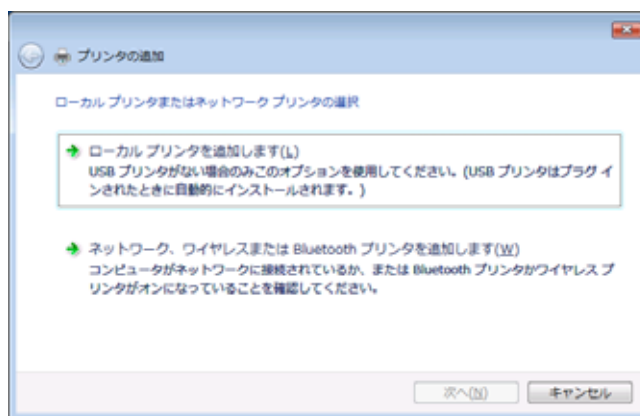 プリンタの追加
ローカル プリンタまたはネットワーク プリンタの選択
ローカル プリンタを追加します(L)
USB プリンタがない場合のみこのオプションを使用してください。(USB プリンタはプラグ イ
ンされたときに自動的にインストールされます。)
ネットワーク、ワイヤレスまたは Bluetooth プリンタを追加します(W)
コンピュータがネットワークに接続されているか、または Bluetooth プリンタかワイヤレス プ
リンタがオンになっていることを確認してください。
次へ(N)
キャンセル